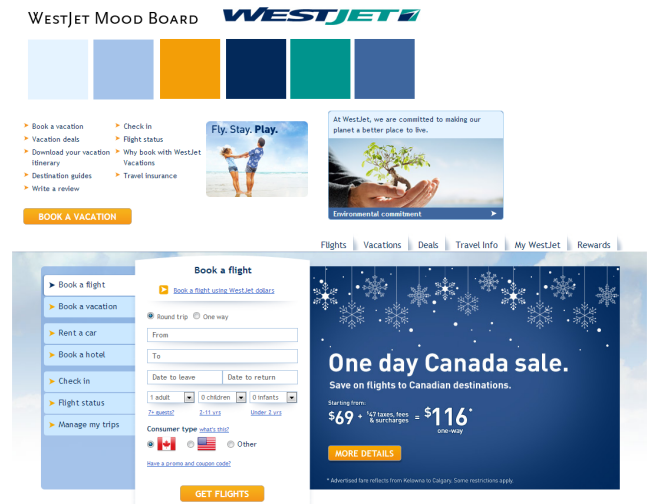 WestJet Mood Board
WESTJET
Book a vacation
Vacation deals
Download your vacation
itinerary
Destination guides
Write a review
Check in
Flight status
Why book with WestJet
Vacations
Travel insurance
BOOK A VACATION
Fly. Stay. Play.
At WestJet, we are committed to making our
planet a better place to live.
Environmental commitment
Flights
Vacations
Deals
Travel Info
My WestJet
Rewards
Book a flight
Book a vacation
Rent a car
Book a hotel
Check in
Flight status
Manage my trips
Book a flight
Book a flight using WestJet dollars
Round trip One way
From
To
Date to leave Date to return
1 adult 0 children 0 infants
7+ guests? 2-11 yrs Under 2 yrs
Consumer type what's this?
Other
Have a promo and coupon code?
GET FLIGHTS
One day Canada sale.
Save on flights to Canadian destinations.
Starting from:
$69 + $47 taxes, fees & surcharges = $116*
one-way
MORE DETAILS
* Advertised fare reflects from Kelowna to Calgary. Some restrictions apply.